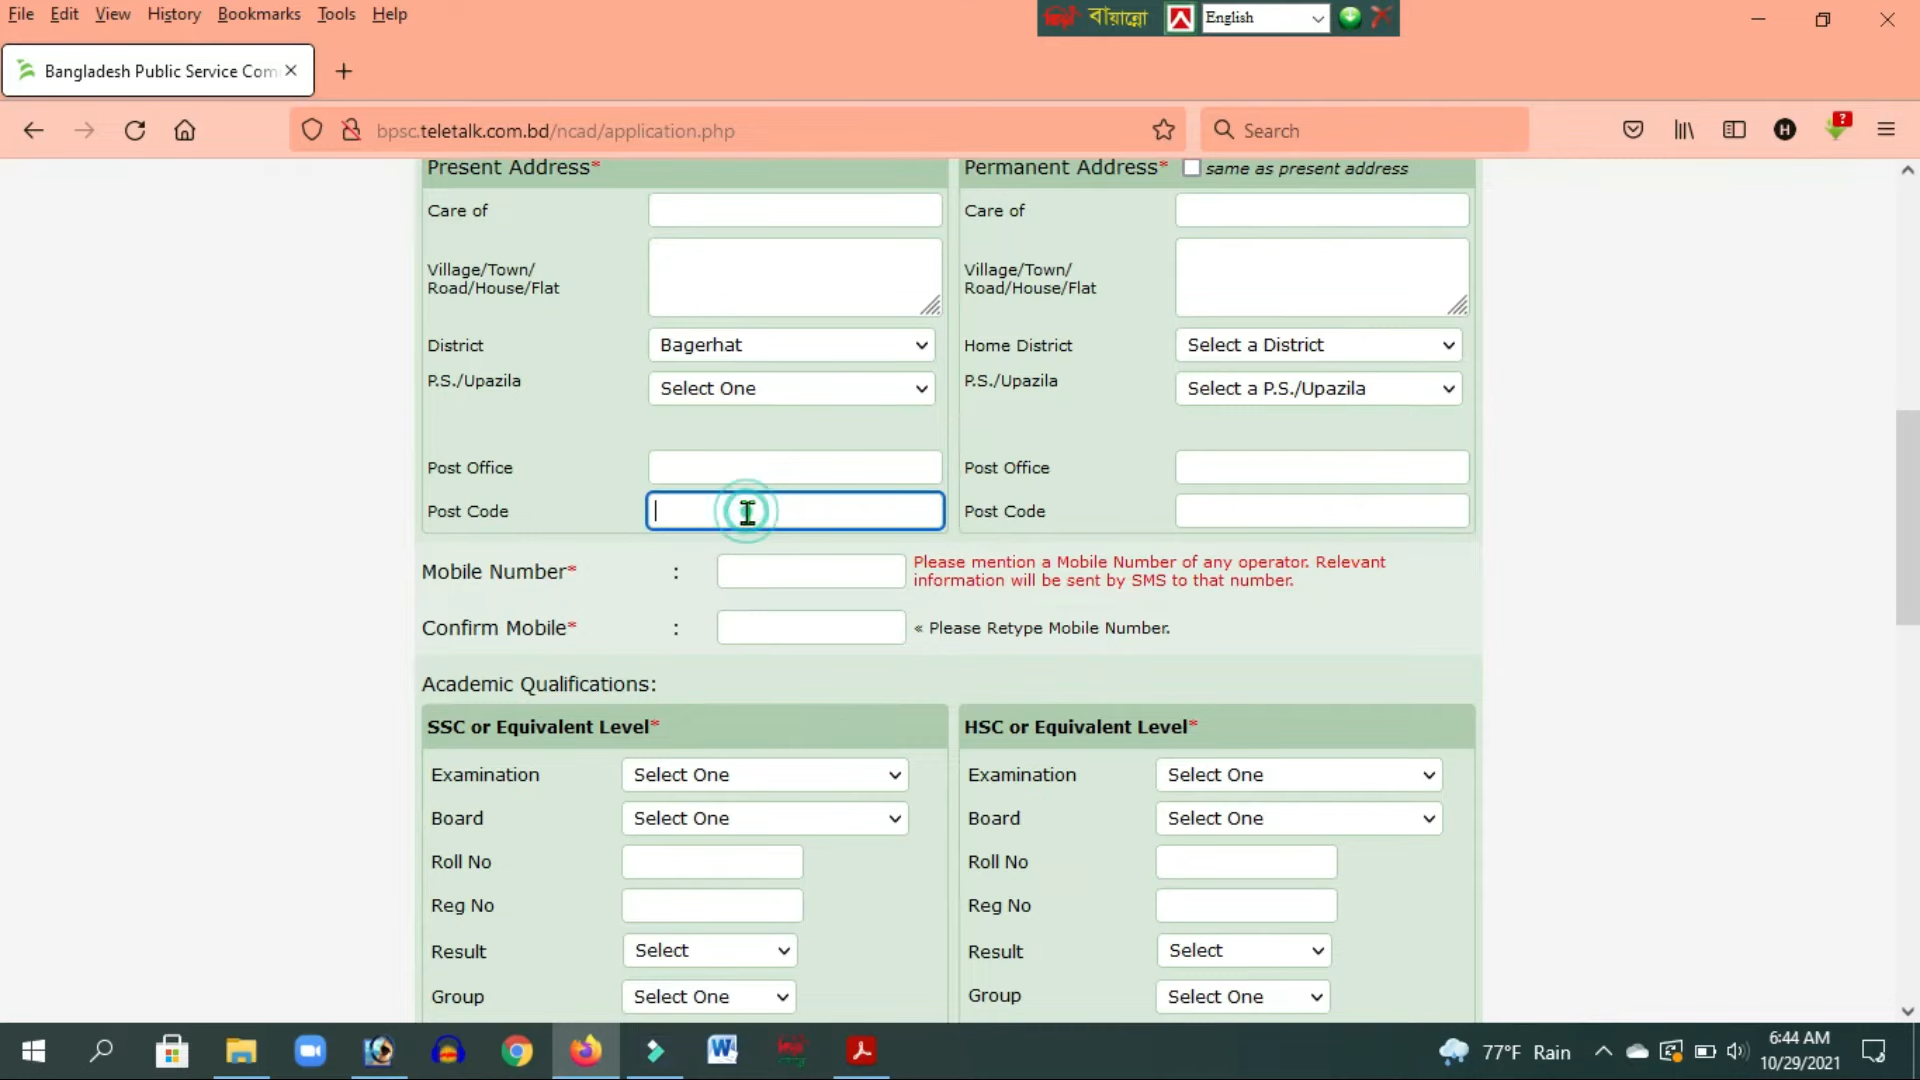 File Edit View History Bookmarks Tools Help
বায়ান্নো English
Bangladesh Public Service Com
bpsc.teletalk.com.bd/ncad/application.php
Search
Present Address*
Permanent Address* same as present address
Care of
Care of
Village/Town/
Road/House/Flat
Village/Town/
Road/House/Flat
District Bagerhat
Home District Select a District
P.S./Upazila Select One
P.S./Upazila Select a P.S./Upazila
Post Office
Post Office
Post Code
Post Code
Mobile Number* :
Please mention a Mobile Number of any operator. Relevant
information will be sent by SMS to that number.
Confirm Mobile* : « Please Retype Mobile Number.
Academic Qualifications:
SSC or Equivalent Level*
HSC or Equivalent Level*
Examination Select One
Examination Select One
Board Select One
Board Select One
Roll No
Roll No
Reg No
Reg No
Result Select
Result Select
Group Select One
Group Select One
77°F Rain
6:44 AM
10/29/2021